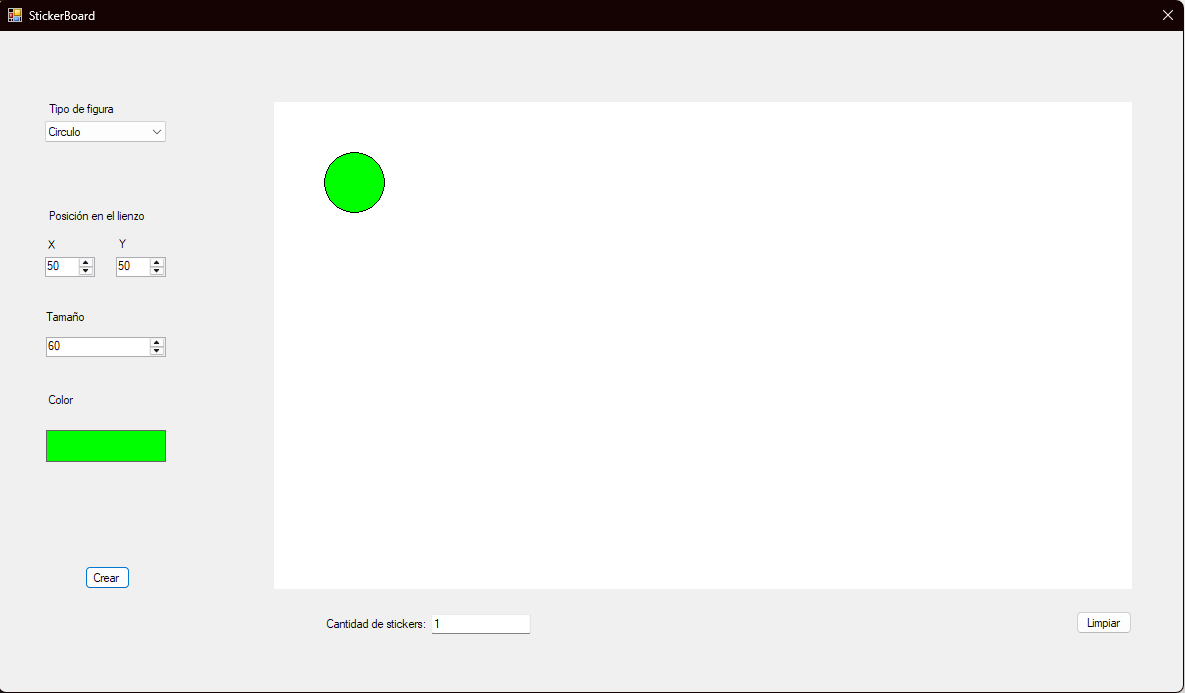 StickerBoard
Tipo de figura
Circulo
Posición en el lienzo
X Y
50 50
Tamaño
60
Color
Crear
Cantidad de stickers: 1
Limpiar